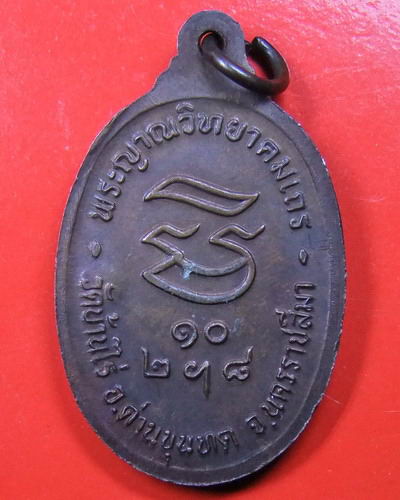 พระญาณวิทยาคมเถร
๑๐
๒ ฯ ๘
วัดบ้านไร่ อ.ด่านขุนทด จ.นครราชสีมา